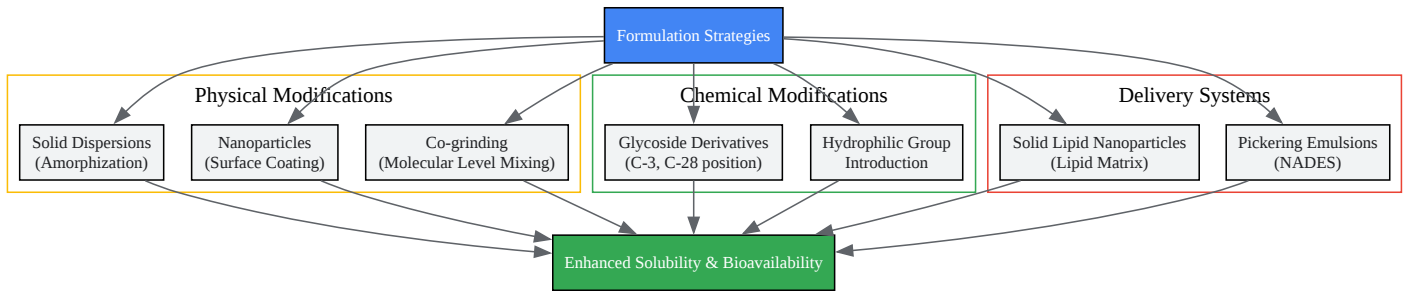 Formulation Strategies
Physical Modifications
Chemical Modifications
Delivery Systems
Solid Dispersions
(Amorphization)
Nanoparticles
(Surface Coating)
Co-grinding
(Molecular Level Mixing)
Glycoside Derivatives
(C-3, C-28 position)
Hydrophilic Group
Introduction
Solid Lipid Nanoparticles
(Lipid Matrix)
Pickering Emulsions
(NADES)
Enhanced Solubility & Bioavailability